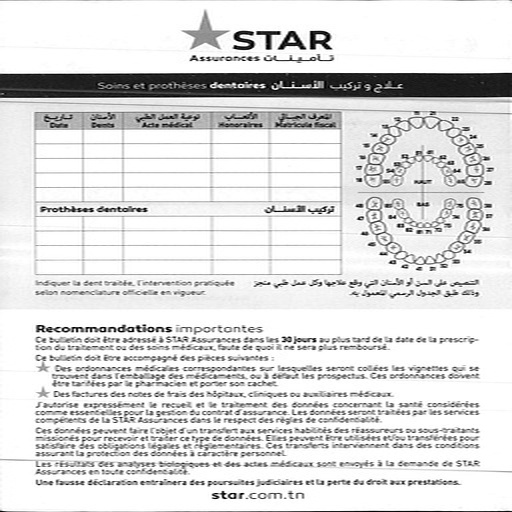 STAR
Assurances تـأمـيـنـات
Soins et prothèses dentaires عـلاج و تركيب الأسـنـان
تـاريـخ الأسنان نوعية العمل الطبي الأتعـاب المعرف الجبـائي
Date Dents Acte médical Honoraires Matricule fiscal
Prothèses dentaires تركيب الأسـنـان
HAUT
BAS
Indiquer la dent traitée, l'intervention pratiquée
selon nomenclature officielle en vigueur.
التنصيص على السن أو الأسنان التي وقع علاجها وكل عمل طبي منجز
وذلك طبق الجدول الرسمي المعمول به.
Recommandations importantes
Ce bulletin doit être adressé à STAR Assurances dans les 30 jours au plus tard de la date de la prescrip-
tion du traitement ou des soins médicaux, faute de quoi il ne sera plus remboursé.
Ce bulletin doit être accompagné des pièces suivantes :
Des ordonnances médicales correspondantes sur lesquelles seront collées les vignettes qui se
trouvent dans l'emballage des médicaments, ou à défaut les prospectus. Ces ordonnances doivent
être tarifées par le pharmacien et porter son cachet.
Des factures des notes de frais des hôpitaux, cliniques ou auxiliaires médicaux.
J'autorise expressément le recueil et le traitement des données concernant la santé considérées
comme essentielles pour la gestion du contrat d'assurance. Les données seront traitées par les services
compétents de la STAR Assurances dans le respect des règles de confidentialité.
Ces données peuvent faire l'objet d'un transfert aux services habilités des réassureurs ou sous-traitants
missionés pour recevoir et traiter ce type de données. Elles peuvent être utilisées et/ou transférées pour
satisfaire des obligations légales et réglementaires. Ces transferts interviennent dans des conditions
assurant la protection des données à caractère personnel.
Les résultats des analyses biologiques et des actes médicaux sont envoyés à la demande de STAR
Assurances en toute confidentialité.
Une fausse déclaration entraînera des poursuites judiciaires et la perte du droit aux prestations.
star.com.tn